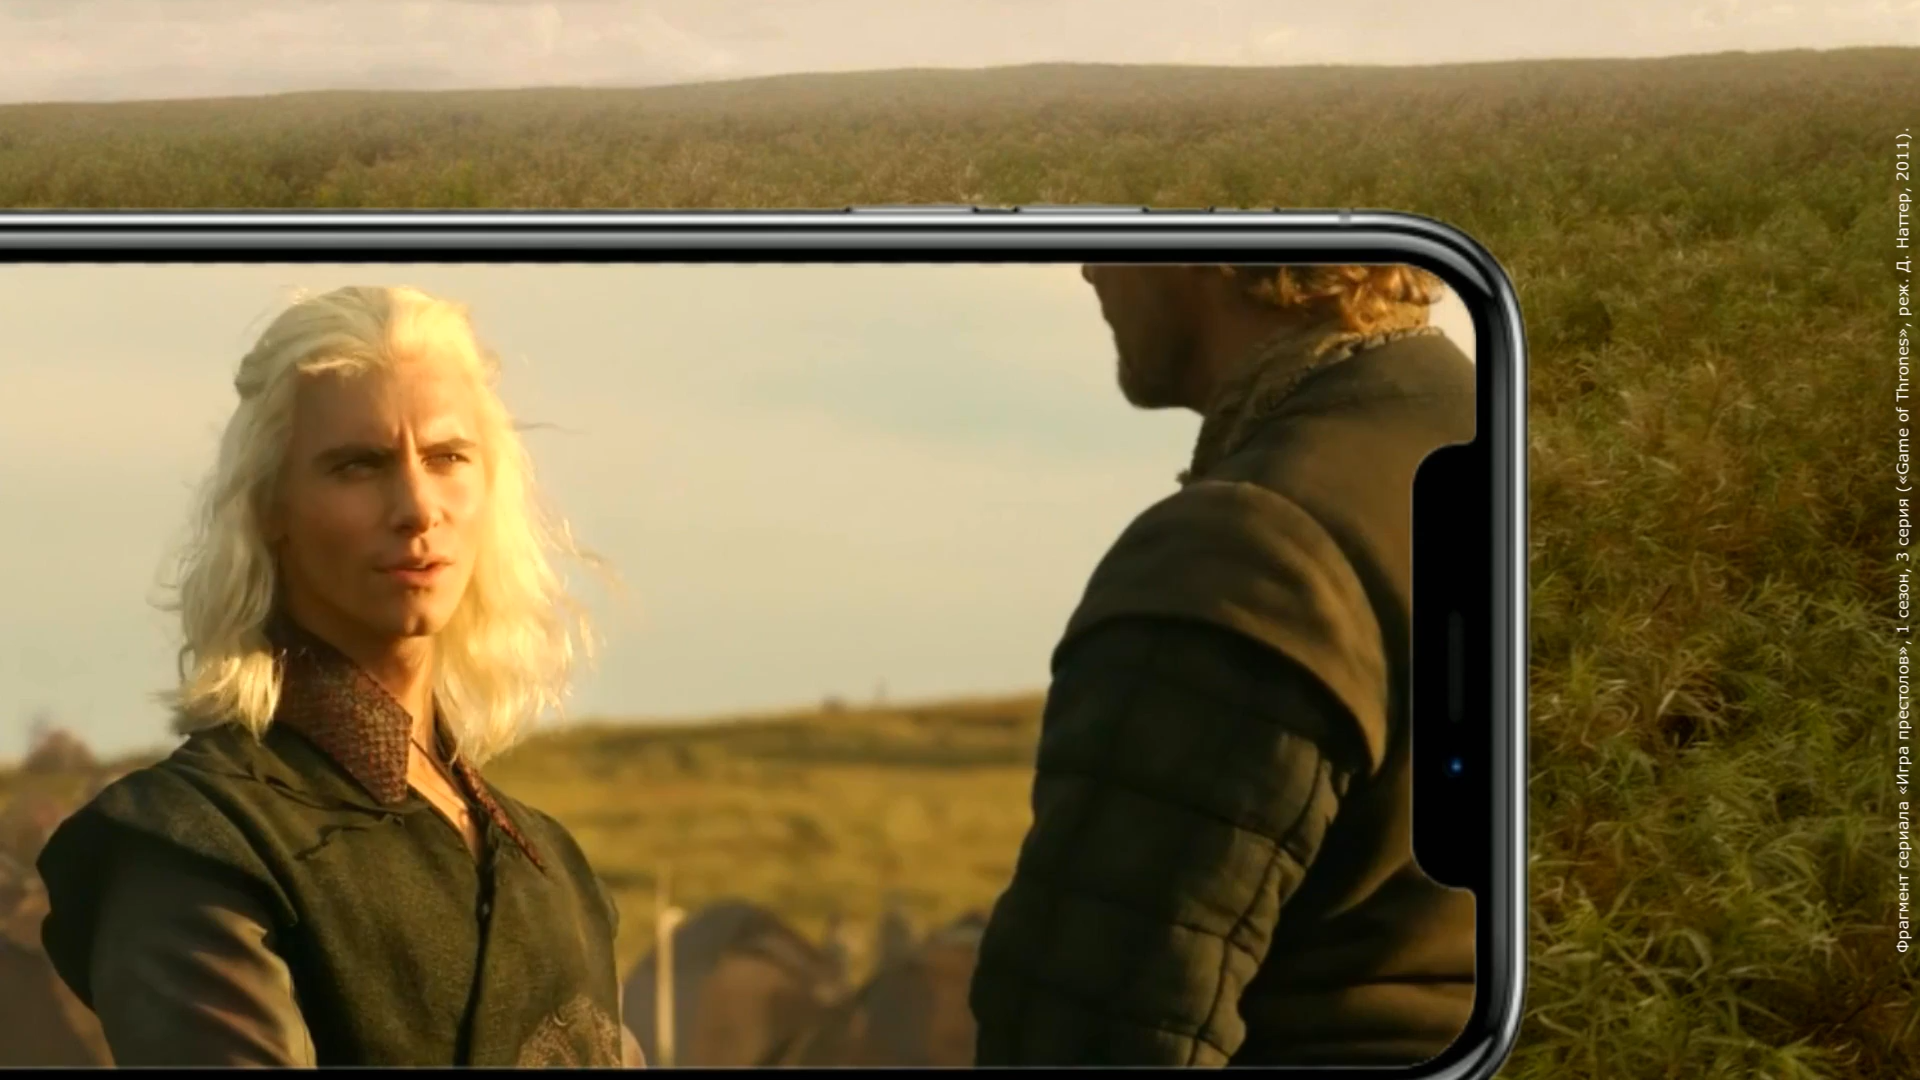 Фрагмент сериала «Игра престолов», 1 сезон, 3 серия («Game of Thrones», реж. Д. Наттер, 2011).